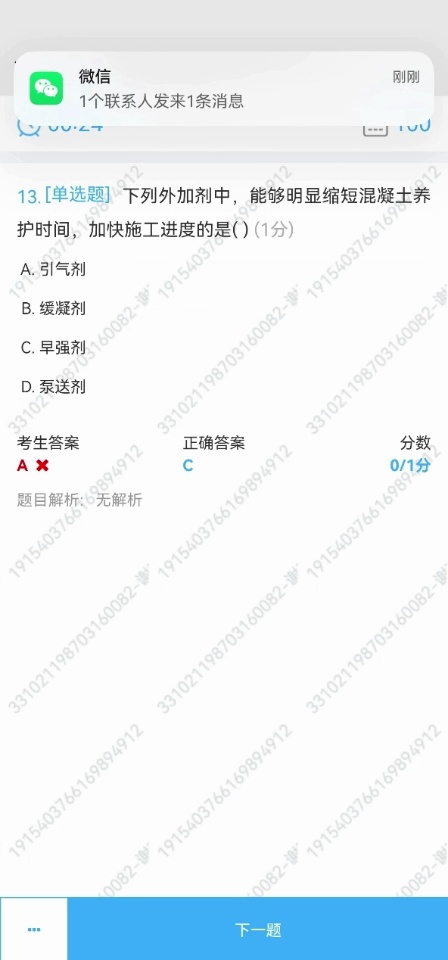 微信
刚刚
1个联系人发来1条消息
00:24
100
13.[单选题] 下列外加剂中，能够明显缩短混凝土养
护时间，加快施工进度的是( ) (1分)
A. 引气剂
B. 缓凝剂
C. 早强剂
D. 泵送剂
考生答案
正确答案
分数
A ✖
C
0/1分
题目解析： 无解析
下一题
1915403766169894912
331021198703160082-谢